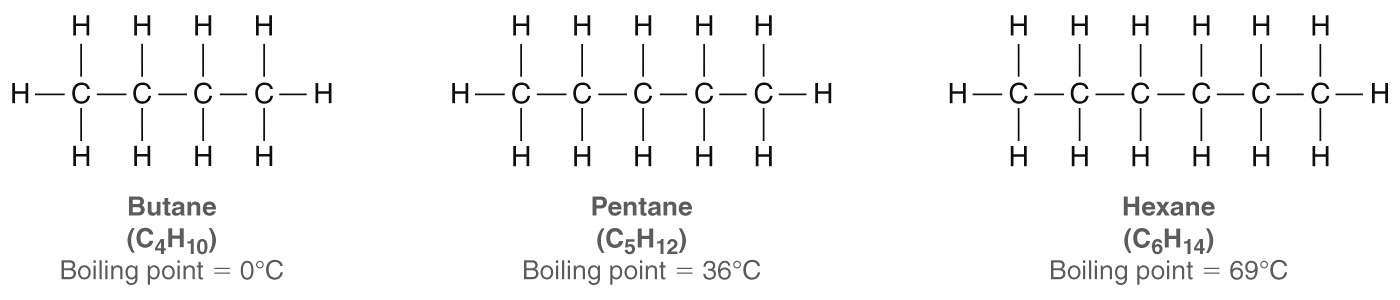 H H H H
H—C—C—C—C—H
H H H H
Butane
(C₄H₁₀)
Boiling point = 0°C
H H H H H
H—C—C—C—C—C—H
H H H H H
Pentane
(C₅H₁₂)
Boiling point = 36°C
H H H H H H
H—C—C—C—C—C—C—H
H H H H H H
Hexane
(C₆H₁₄)
Boiling point = 69°C